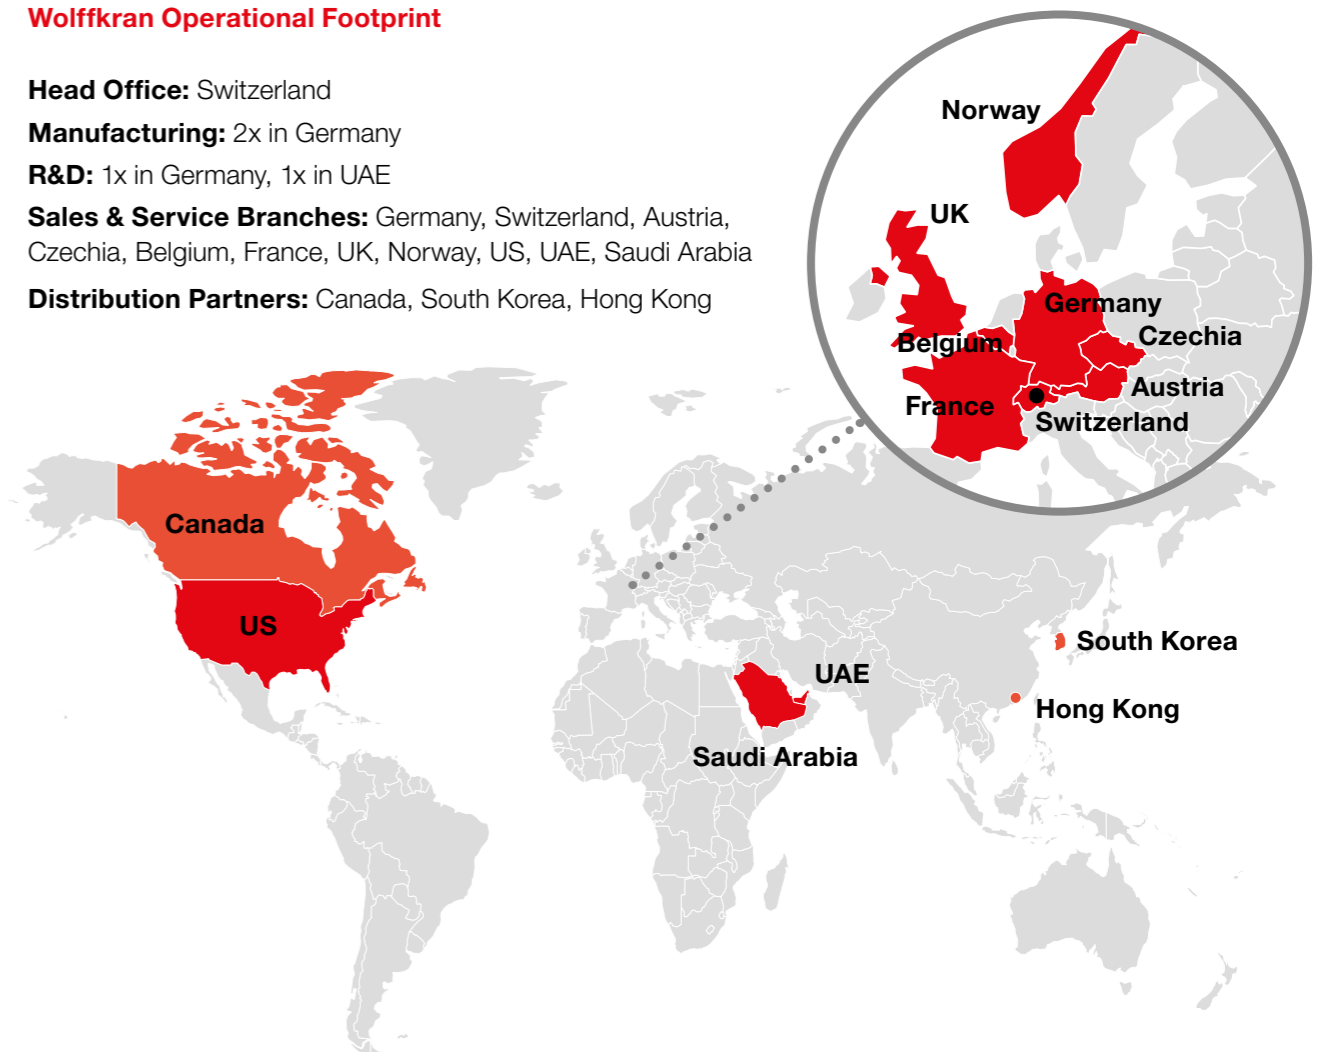 Wolffkran Operational Footprint
Head Office: Switzerland
Manufacturing: 2x in Germany
R&D: 1x in Germany, 1x in UAE
Sales & Service Branches: Germany, Switzerland, Austria,
Czechia, Belgium, France, UK, Norway, US, UAE, Saudi Arabia
Distribution Partners: Canada, South Korea, Hong Kong
Norway
UK
Germany
Czechia
Belgium
Austria
France
Switzerland
Canada
US
South Korea
UAE
Hong Kong
Saudi Arabia